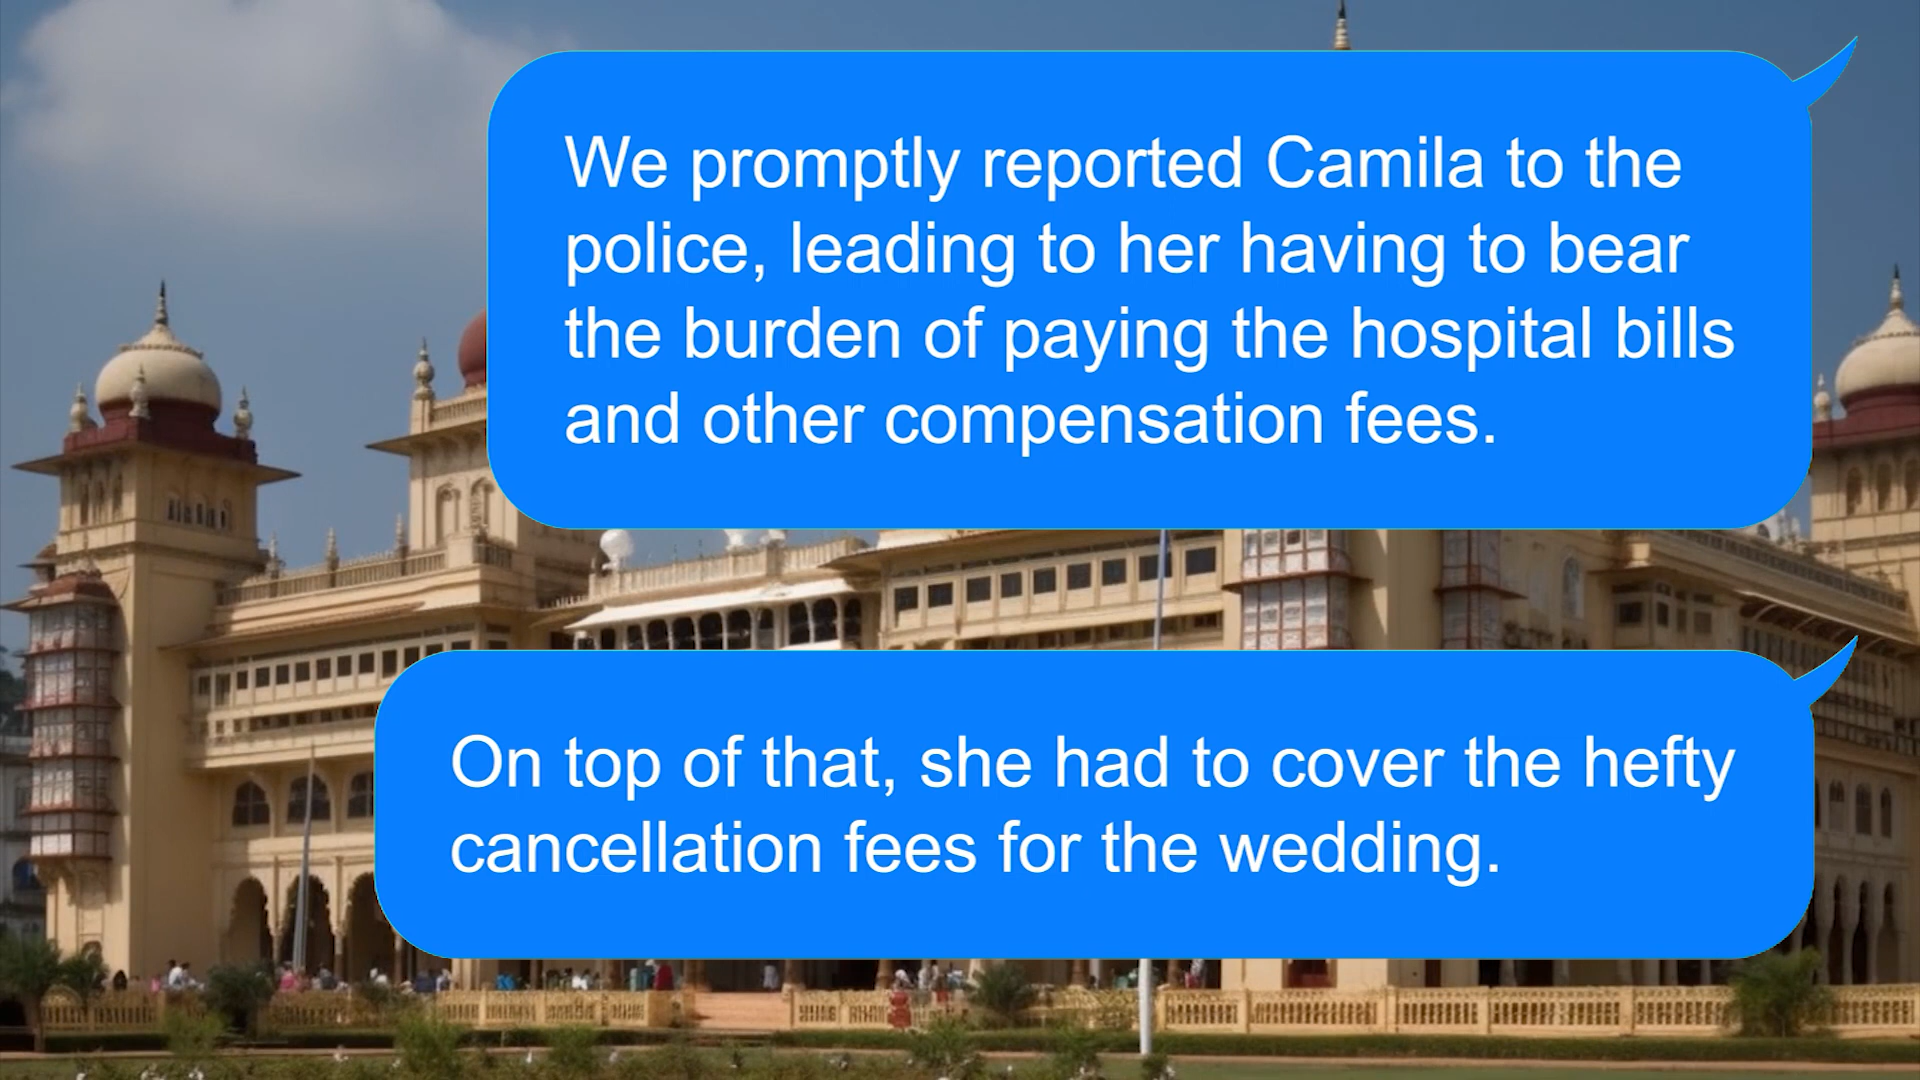 We promptly reported Camila to the
police, leading to her having to bear
the burden of paying the hospital bills
and other compensation fees.
On top of that, she had to cover the hefty
cancellation fees for the wedding.